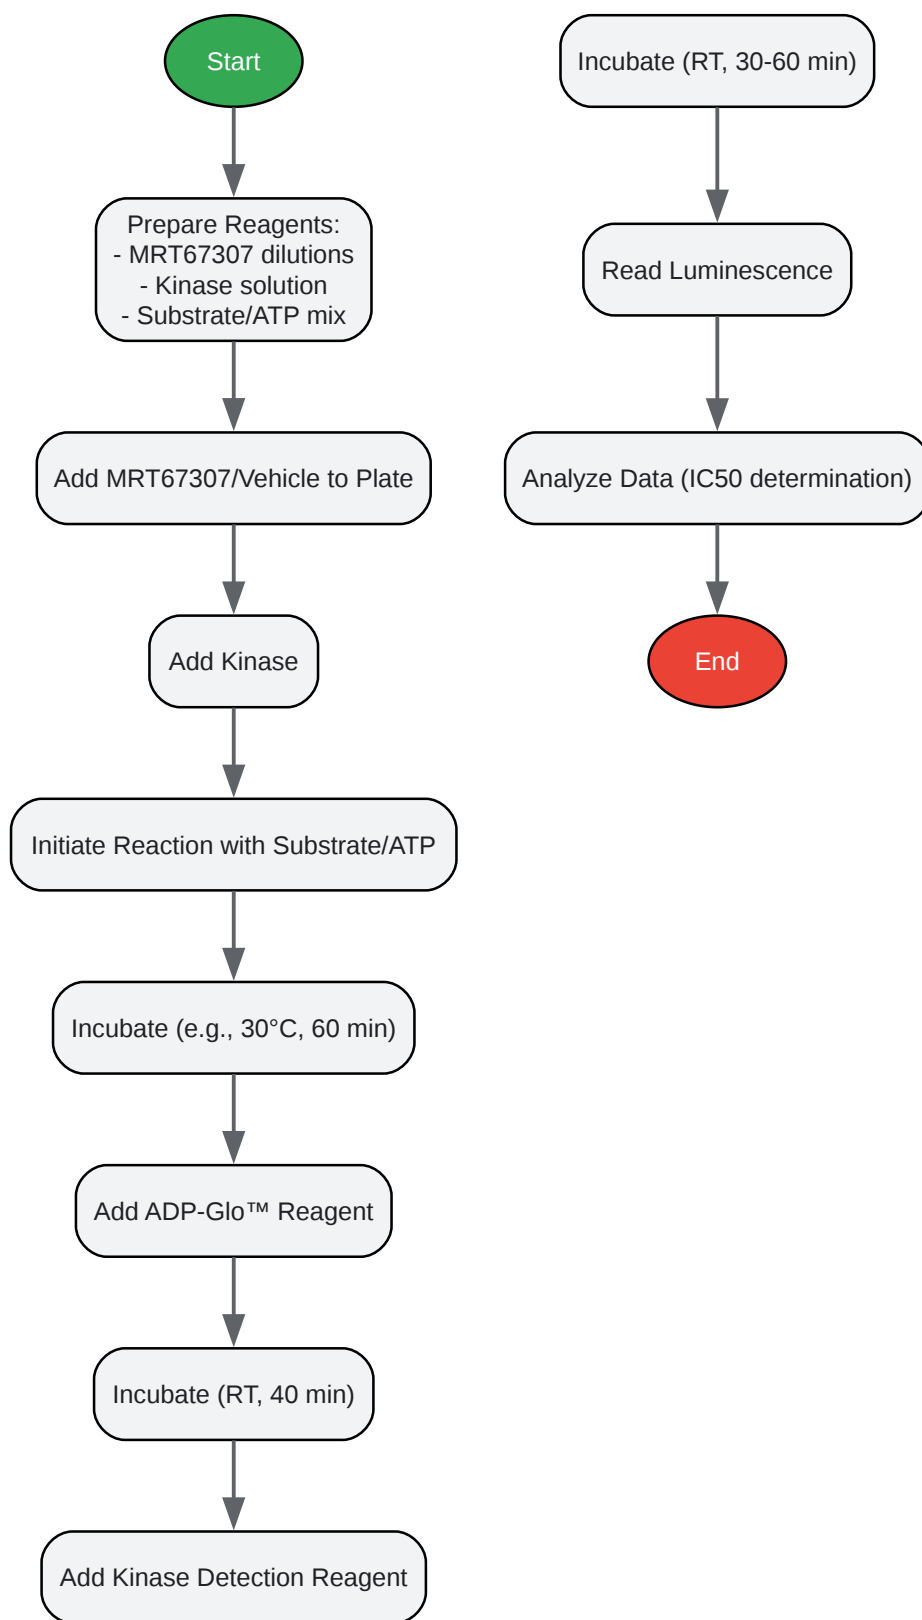 Start
Prepare Reagents:
- MRT67307 dilutions
- Kinase solution
- Substrate/ATP mix
Add MRT67307/Vehicle to Plate
Add Kinase
Initiate Reaction with Substrate/ATP
Incubate (e.g., 30°C, 60 min)
Add ADP-Glo™ Reagent
Incubate (RT, 40 min)
Add Kinase Detection Reagent
Incubate (RT, 30-60 min)
Read Luminescence
Analyze Data (IC50 determination)
End